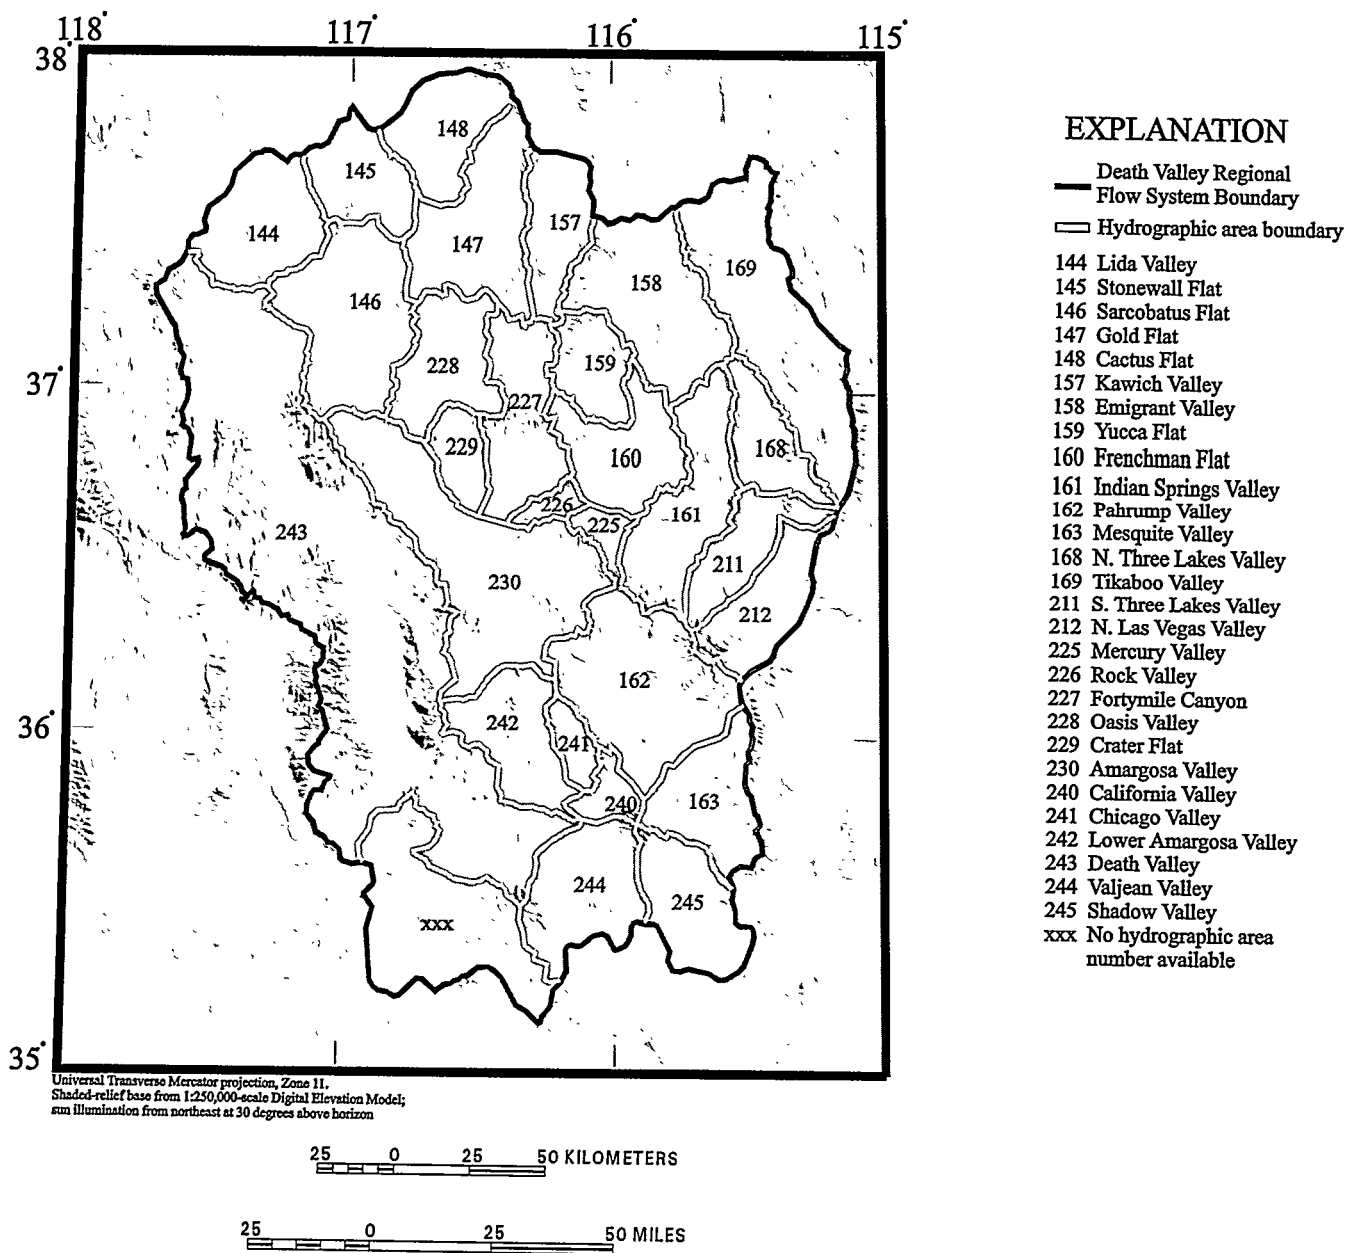 118° 117° 116° 115°
38°
148
145
144
147
157
158
169
146
EXPLANATION
Death Valley Regional
Flow System Boundary
Hydrographic area boundary
144 Lida Valley
145 Stonewall Flat
146 Sarcobatus Flat
147 Gold Flat
148 Cactus Flat
157 Kawich Valley
158 Emigrant Valley
159 Yucca Flat
160 Frenchman Flat
161 Indian Springs Valley
162 Pahrump Valley
163 Mesquite Valley
168 N. Three Lakes Valley
169 Tikaboo Valley
211 S. Three Lakes Valley
212 N. Las Vegas Valley
225 Mercury Valley
226 Rock Valley
227 Fortymile Canyon
228 Oasis Valley
229 Crater Flat
230 Amargosa Valley
240 California Valley
241 Chicago Valley
242 Lower Amargosa Valley
243 Death Valley
244 Valjean Valley
245 Shadow Valley
xxx No hydrographic area
number available
37°
228
159
227
229
160
168
226
225
161
243
230
211
212
162
36°
242
241
240
163
244
245
xxx
35°
Universal Transverse Mercator projection, Zone 11.
Shaded-relief base from 1:250,000-scale Digital Elevation Model;
sun illumination from northeast at 30 degrees above horizon
25 0 25 50 KILOMETERS
25 0 25 50 MILES